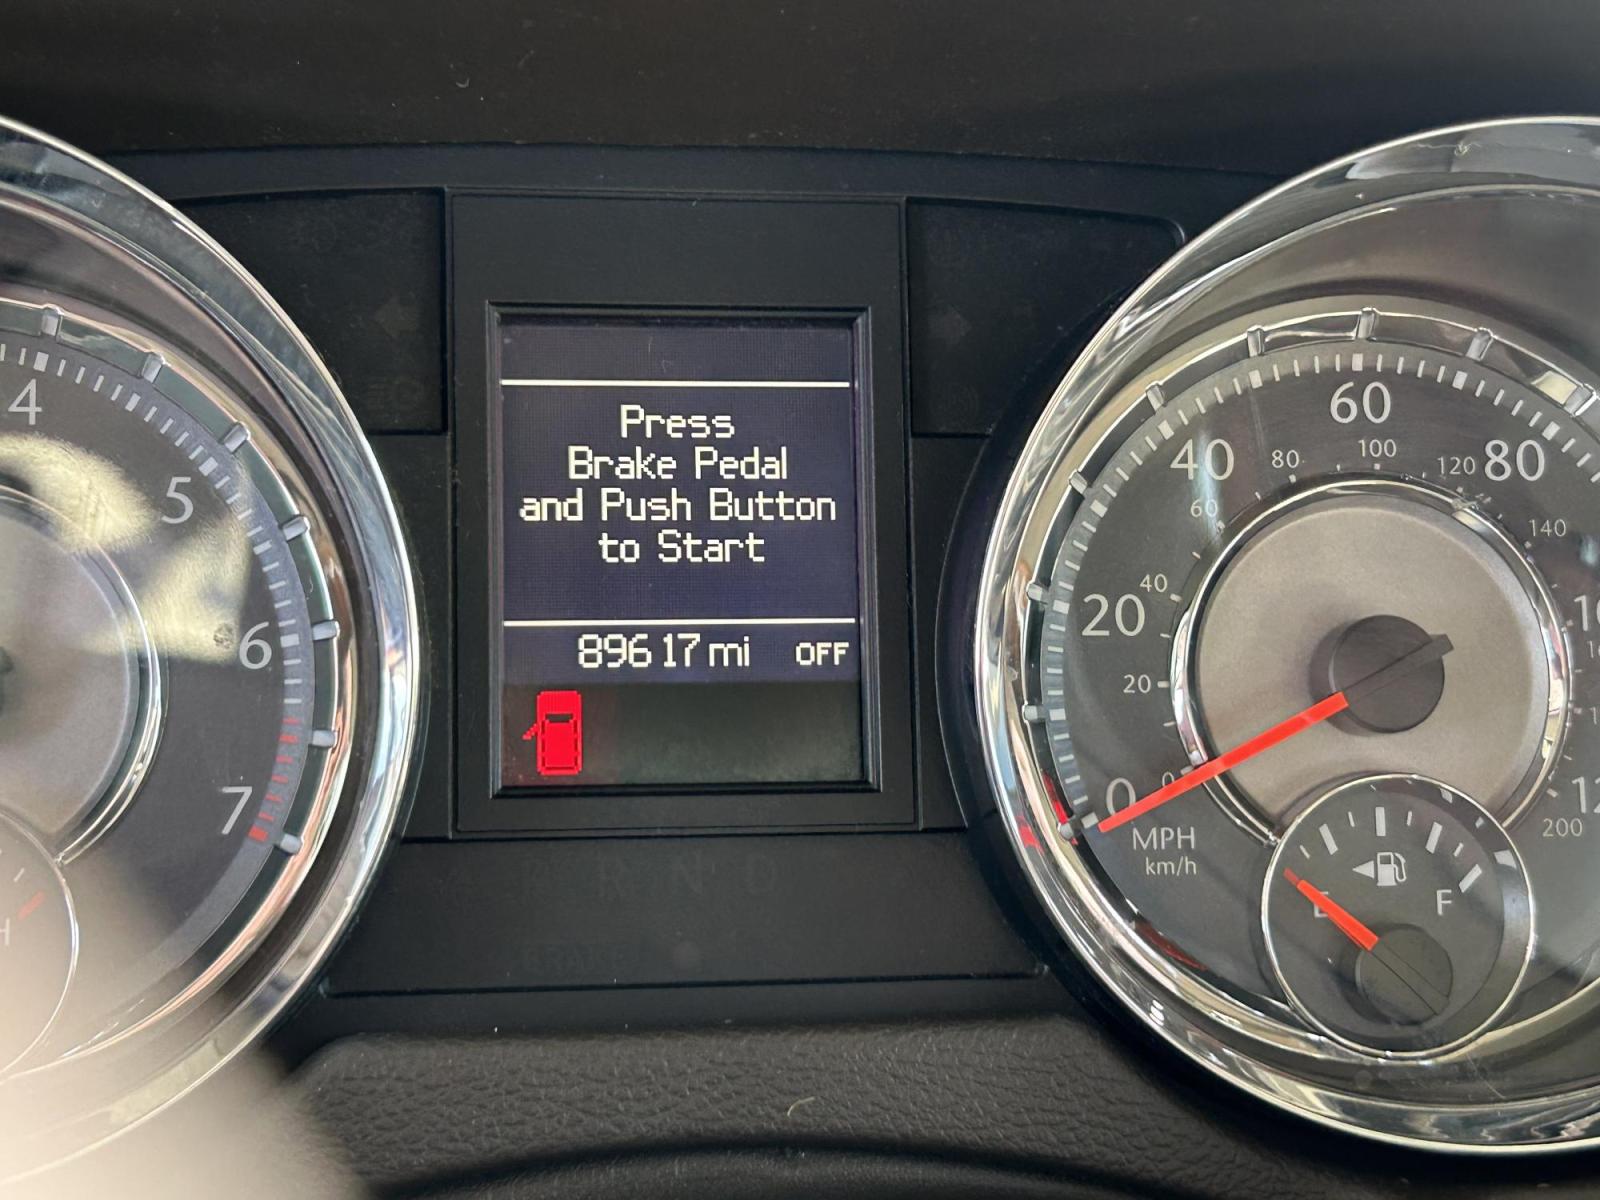 Press
Brake Pedal
and Push Button
to Start
89617 mi OFF
4
5
6
7
H
20
40
60
80
0
20
40
60
80
100
120
140
200
0
MPH
km/h
E
F
P R N D
BRAKE